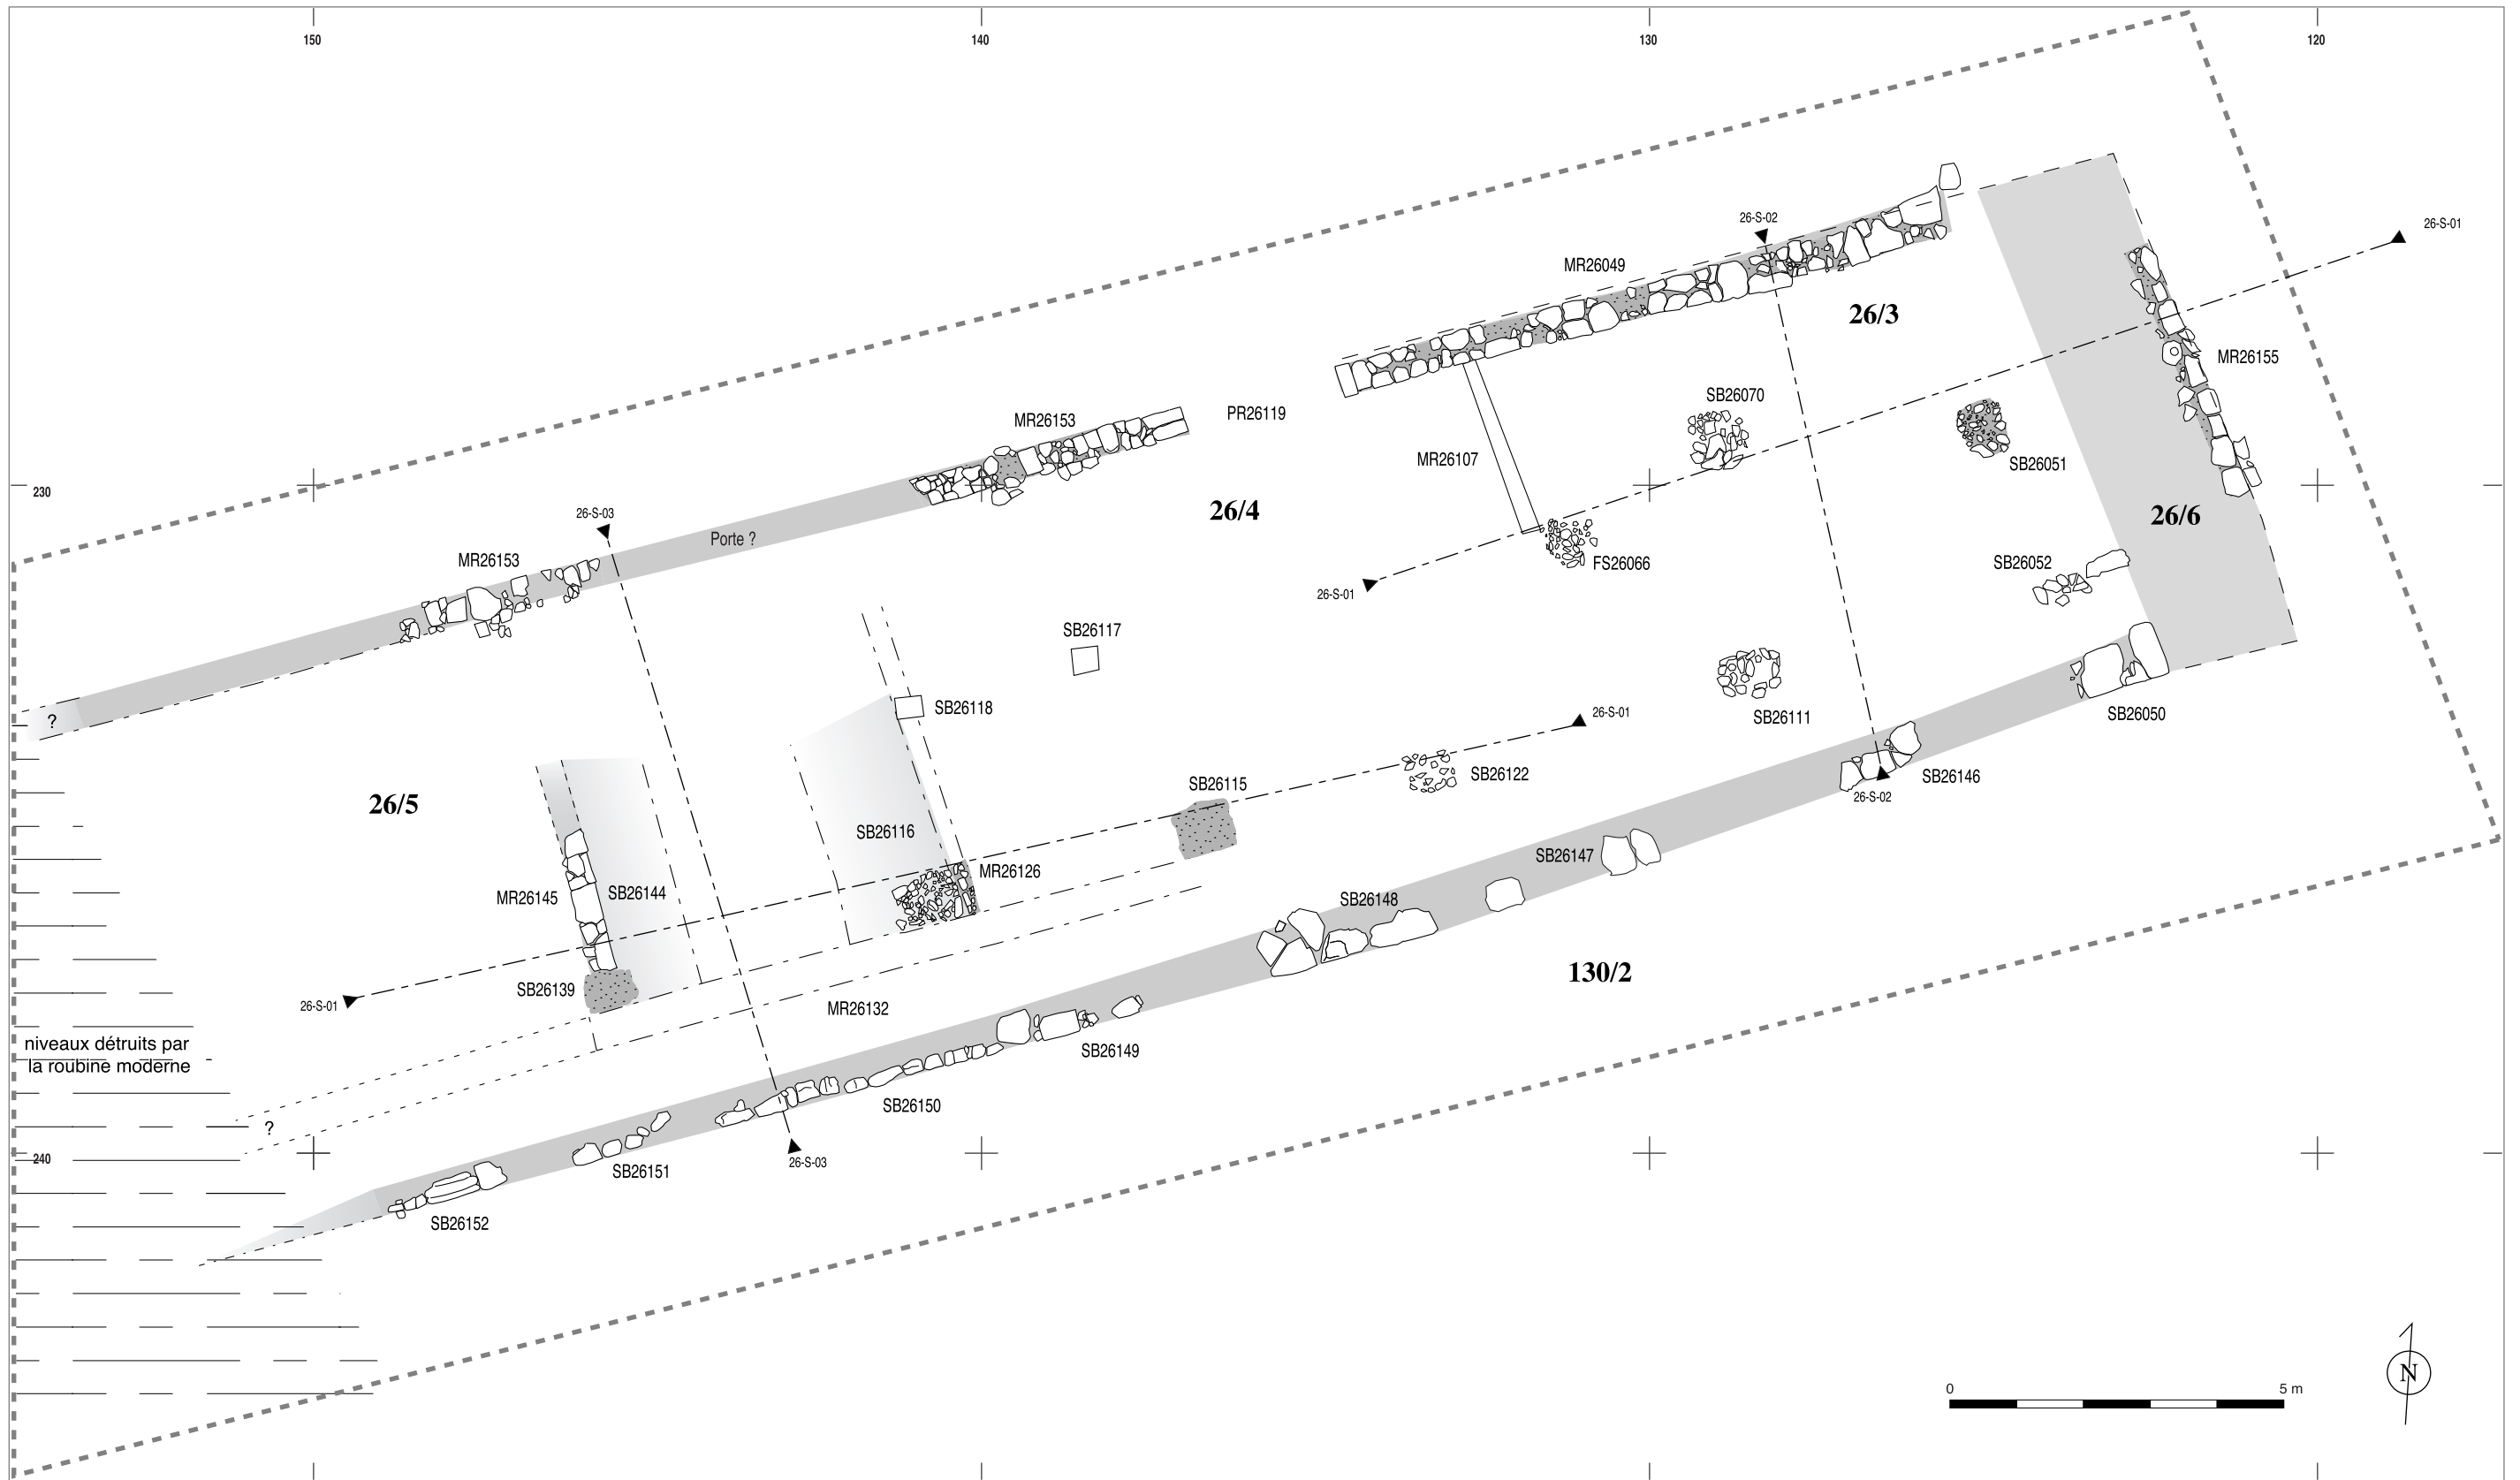 150
140
130
120
26-S-02
26-S-01
MR26049
26/3
MR26155
SB26070
MR26153
PR26119
MR26107
SB26051
230
26/4
26-S-03
26/6
Porte ?
MR26153
FS26066
SB26052
26-S-01
SB26117
SB26118
26-S-01
SB26111
SB26050
?
SB26122
SB26146
SB26115
26-S-02
26/5
SB26116
SB26147
MR26126
SB26144
MR26145
SB26148
130/2
SB26139
26-S-01
MR26132
niveaux détruits par
la roubine moderne
SB26149
SB26150
?
240
26-S-03
SB26151
SB26152
N
0
5 m